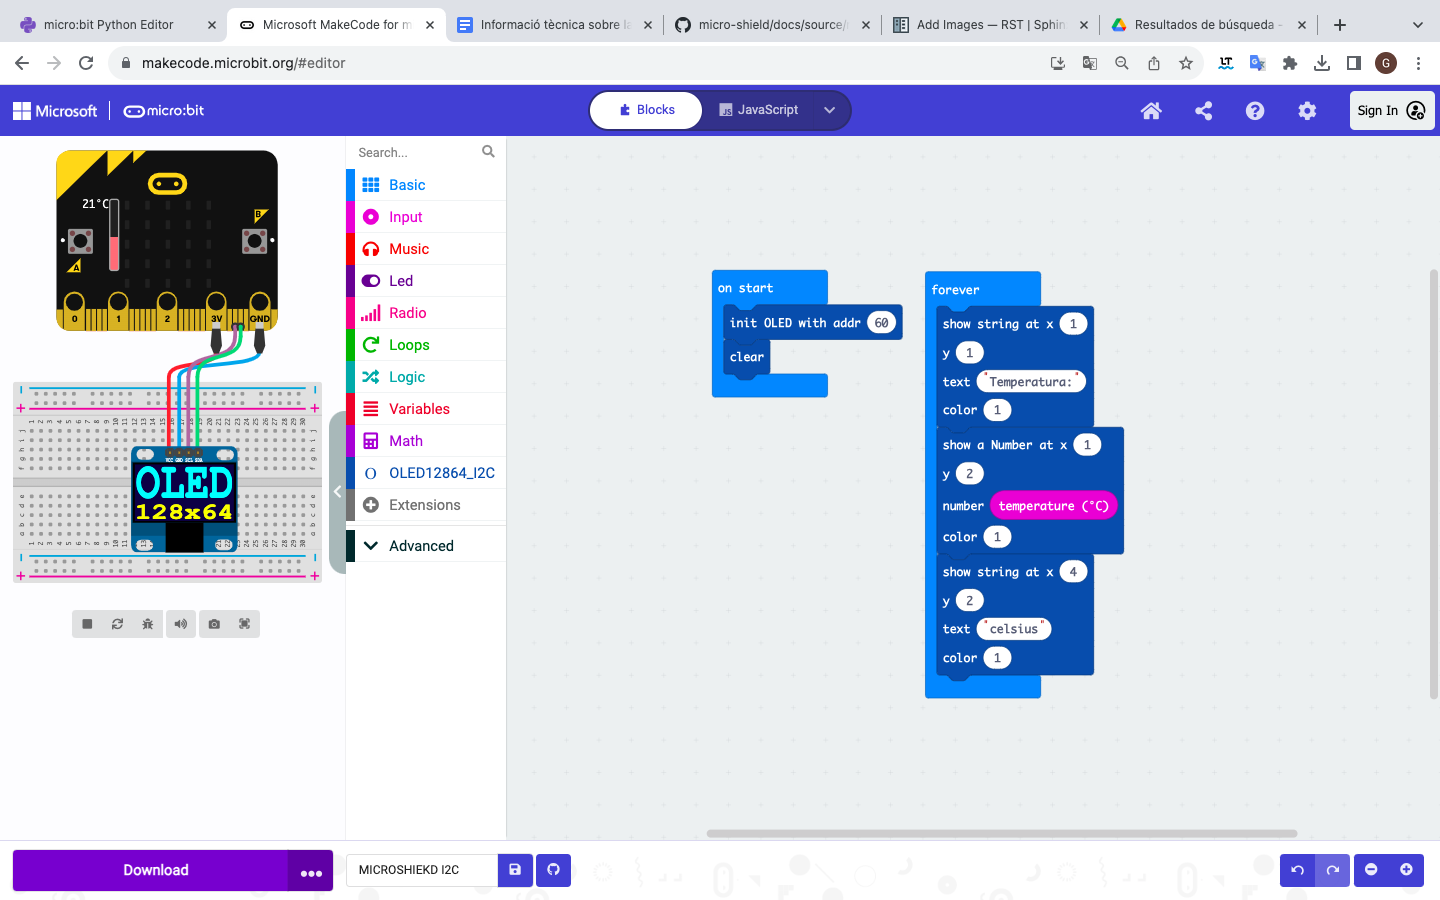 micro:bit Python Editor
Microsoft MakeCode for m
Informació tècnica sobre la
micro-shield/docs/source/
Add Images — RST | Sphin
Resultados de búsqueda -
makecode.microbit.org/#editor
G
Microsoft
micro:bit
Blocks
JavaScript
Sign In
21°C
B
A
0 1 2 3V GND
VCC GND SCL SDA
OLED
128x64
Search...
Basic
Input
Music
Led
Radio
Loops
Logic
Variables
Math
OLED12864_I2C
Extensions
Advanced
on start
init OLED with addr 60
clear
forever
show string at x 1
y 1
text "Temperatura:"
color 1
show a Number at x 1
y 2
number temperature (°C)
color 1
show string at x 4
y 2
text "celsius"
color 1
Download
MICROSHIEKD I2C